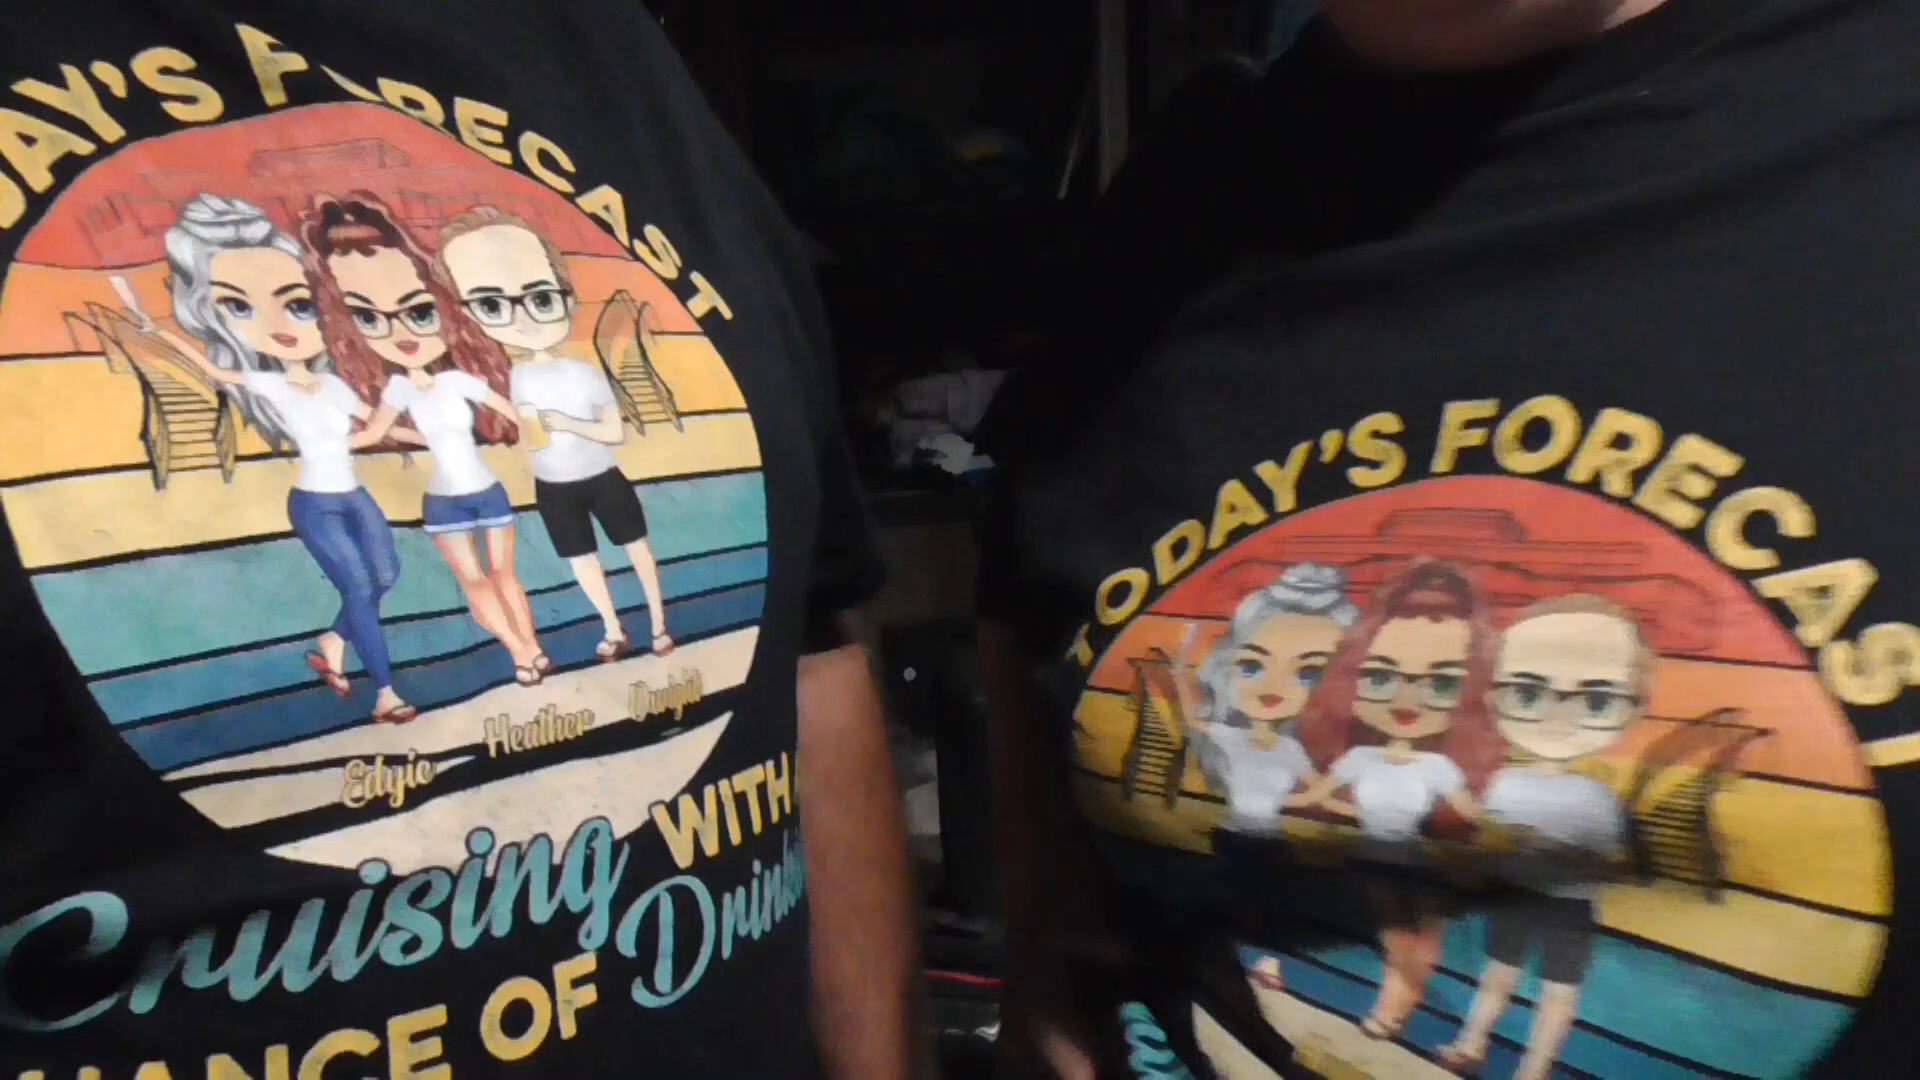 DAY'S FORECAST
Edyie Heather Dwight
Cruising WITH
HANCE OF Drink
TODAY'S FORECAST